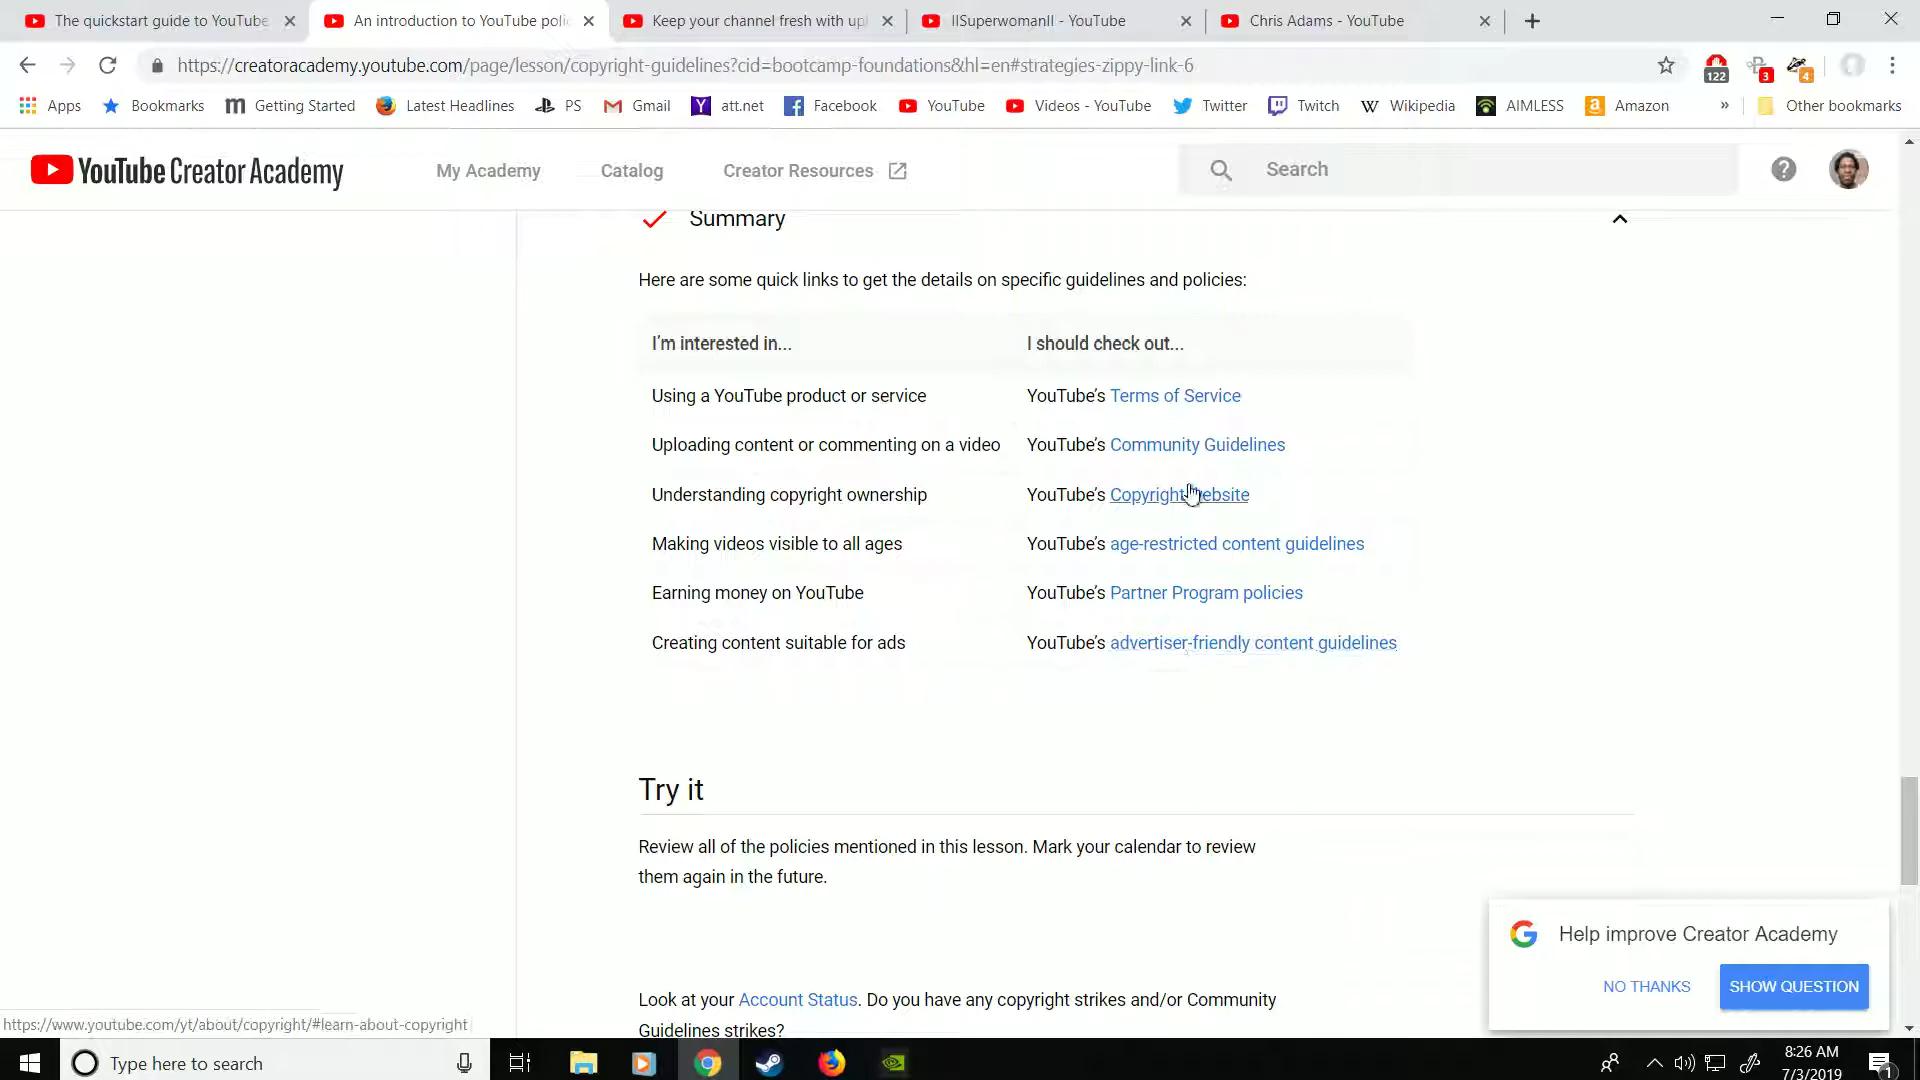 The quickstart guide to YouTube
An introduction to YouTube poli
Keep your channel fresh with upl
IISuperwomanII - YouTube
Chris Adams - YouTube
https://creatoracademy.youtube.com/page/lesson/copyright-guidelines?cid=bootcamp-foundations&hl=en#strategies-zippy-link-6
122
3
4
Apps
Bookmarks
Getting Started
Latest Headlines
PS
Gmail
att.net
Facebook
YouTube
Videos - YouTube
Twitter
Twitch
Wikipedia
AIMLESS
Amazon
»
Other bookmarks
YouTube Creator Academy
My Academy
Catalog
Creator Resources
Search
Summary
Here are some quick links to get the details on specific guidelines and policies:
I'm interested in... I should check out...
Using a YouTube product or service YouTube's Terms of Service
Uploading content or commenting on a video YouTube's Community Guidelines
Understanding copyright ownership YouTube's Copyright website
Making videos visible to all ages YouTube's age-restricted content guidelines
Earning money on YouTube YouTube's Partner Program policies
Creating content suitable for ads YouTube's advertiser-friendly content guidelines
Try it
Review all of the policies mentioned in this lesson. Mark your calendar to review
them again in the future.
Help improve Creator Academy
NO THANKS
SHOW QUESTION
Look at your Account Status. Do you have any copyright strikes and/or Community
Guidelines strikes?
https://www.youtube.com/yt/about/copyright/#learn-about-copyright
Type here to search
8:26 AM
7/3/2019
1